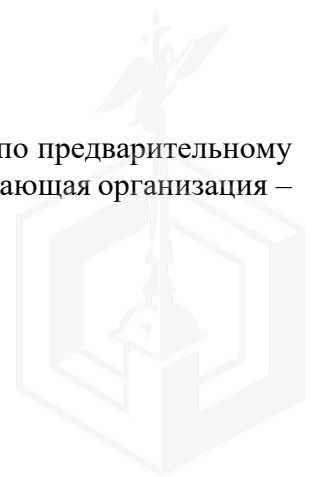 по предварительному
ающая организация –